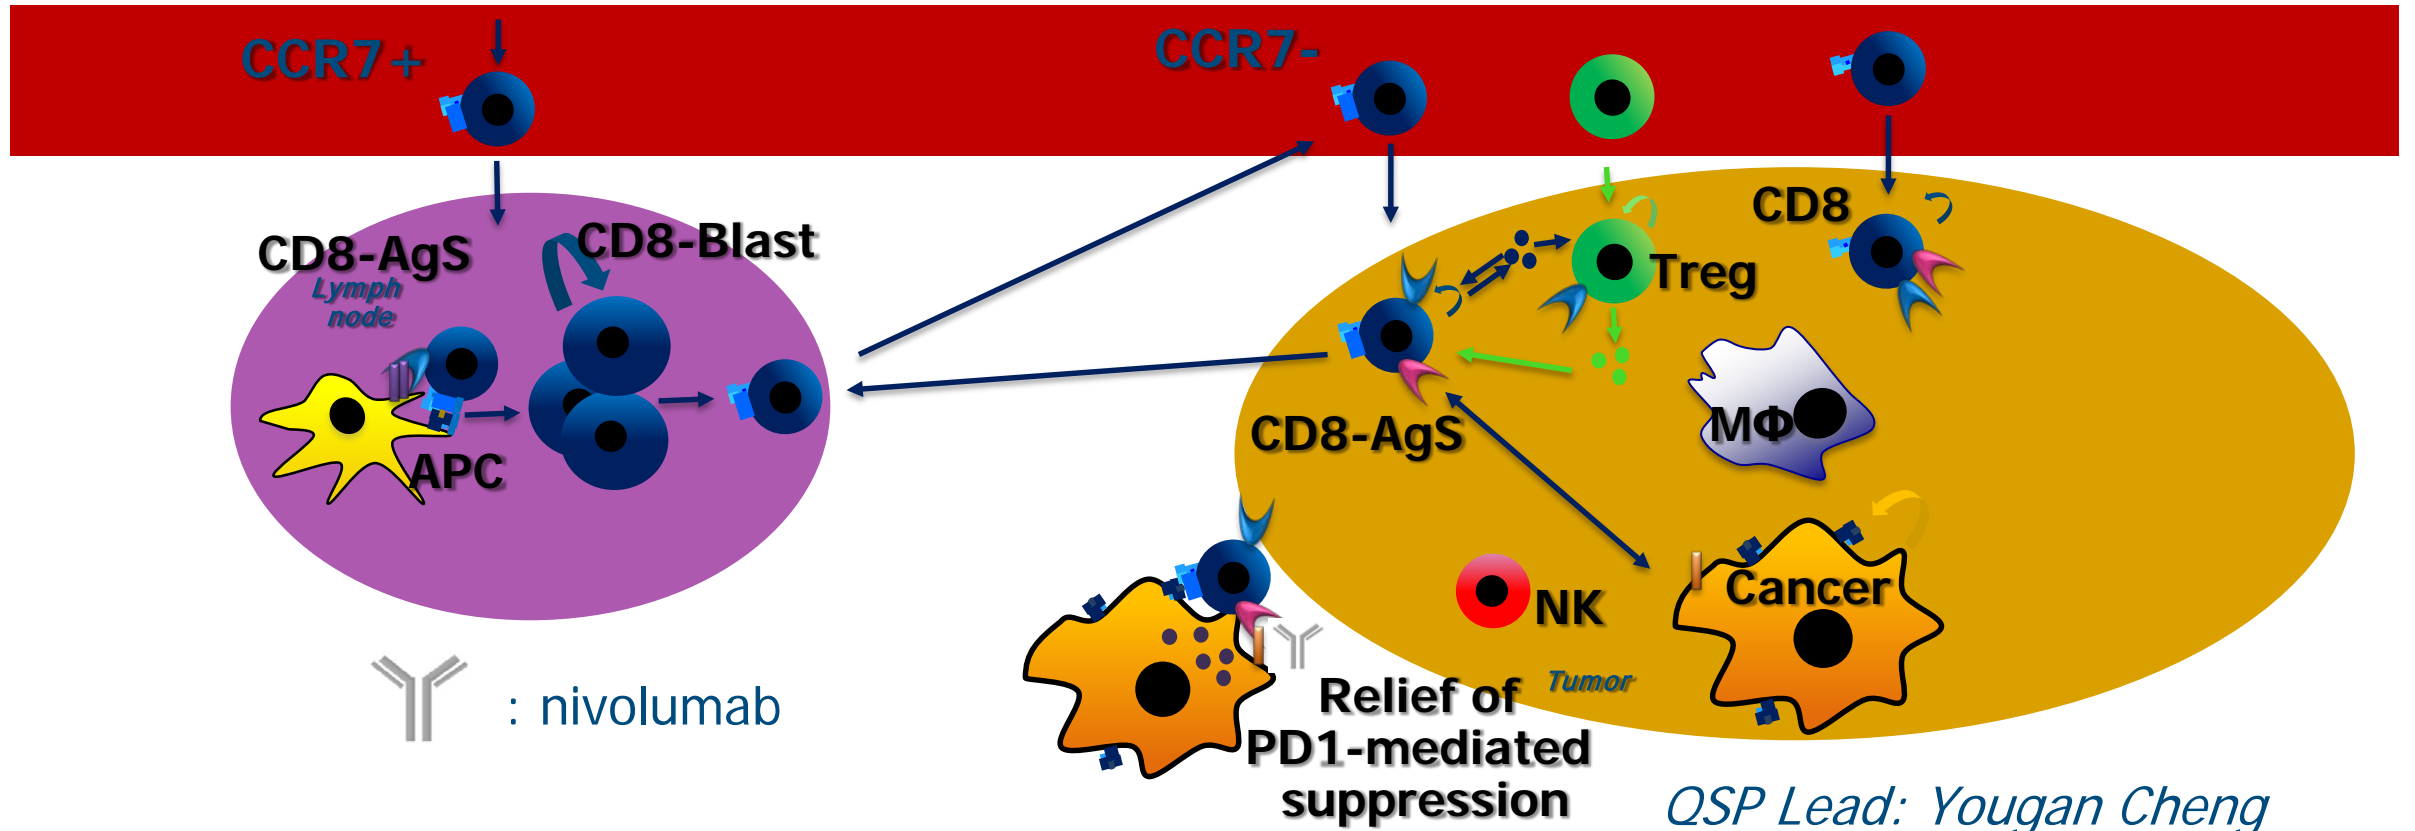 CCR7+
CCR7-
CD8-AgS
Lymph
node
CD8-Blast
APC
CD8
Treg
CD8-AgS
MΦ
NK
Cancer
Tumor
: nivolumab
Relief of
PD1-mediated
suppression
QSP Lead: Yougan Cheng